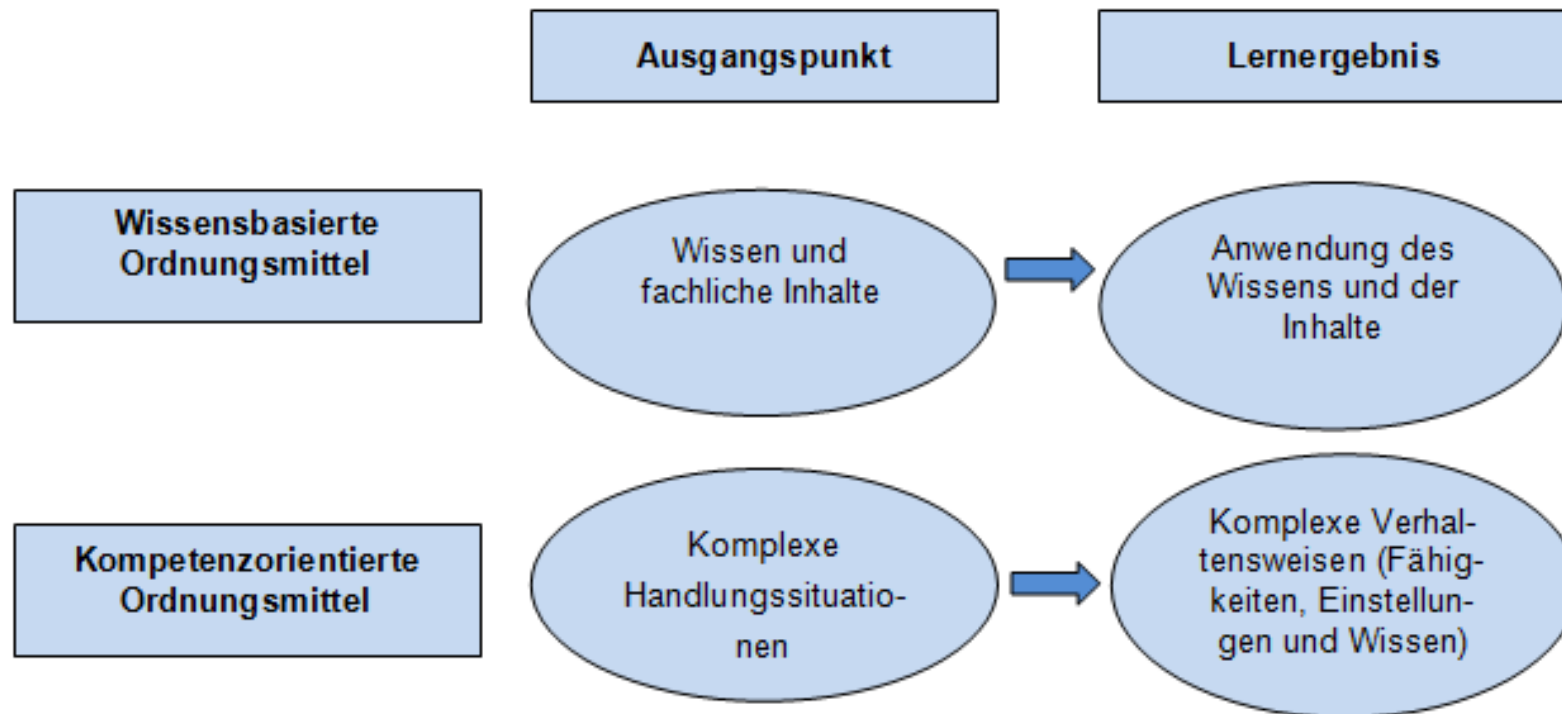 Ausgangspunkt
Lernergebnis
Wissensbasierte
Ordnungsmittel
Wissen und
fachliche Inhalte
Anwendung des
Wissens und der
Inhalte
Kompetenzorientierte
Ordnungsmittel
Komplexe
Handlungssituatio-
nen
Komplexe Verhal-
tensweisen (Fähig-
keiten, Einstellun-
gen und Wissen)